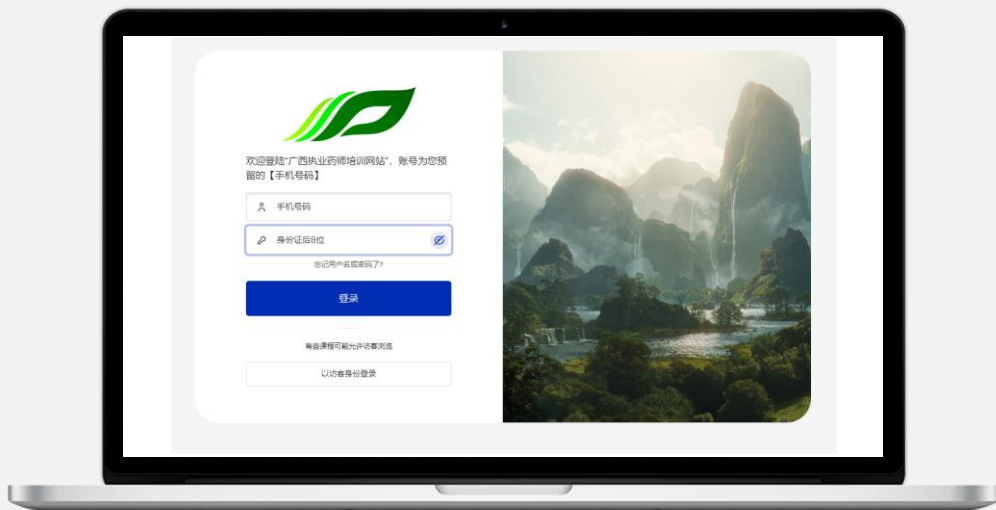 欢迎登陆“广西执业药师培训网站”，账号为您预
留的【手机号码】
手机号码
身份证后8位
忘记用户名或密码了?
登录
有些课程可能允许访客浏览
以访客身份登录